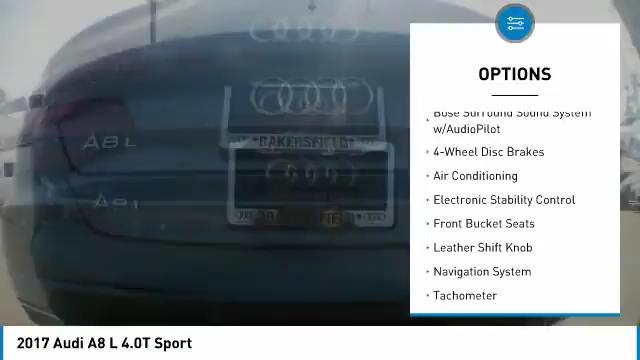 OPTIONS
Bose Surround Sound System
w/AudioPilot
4-Wheel Disc Brakes
Air Conditioning
Electronic Stability Control
Front Bucket Seats
Leather Shift Knob
Navigation System
Tachometer
A8 L
*BAKERSFIELD*
A8 L
2017 Audi A8 L 4.0T Sport